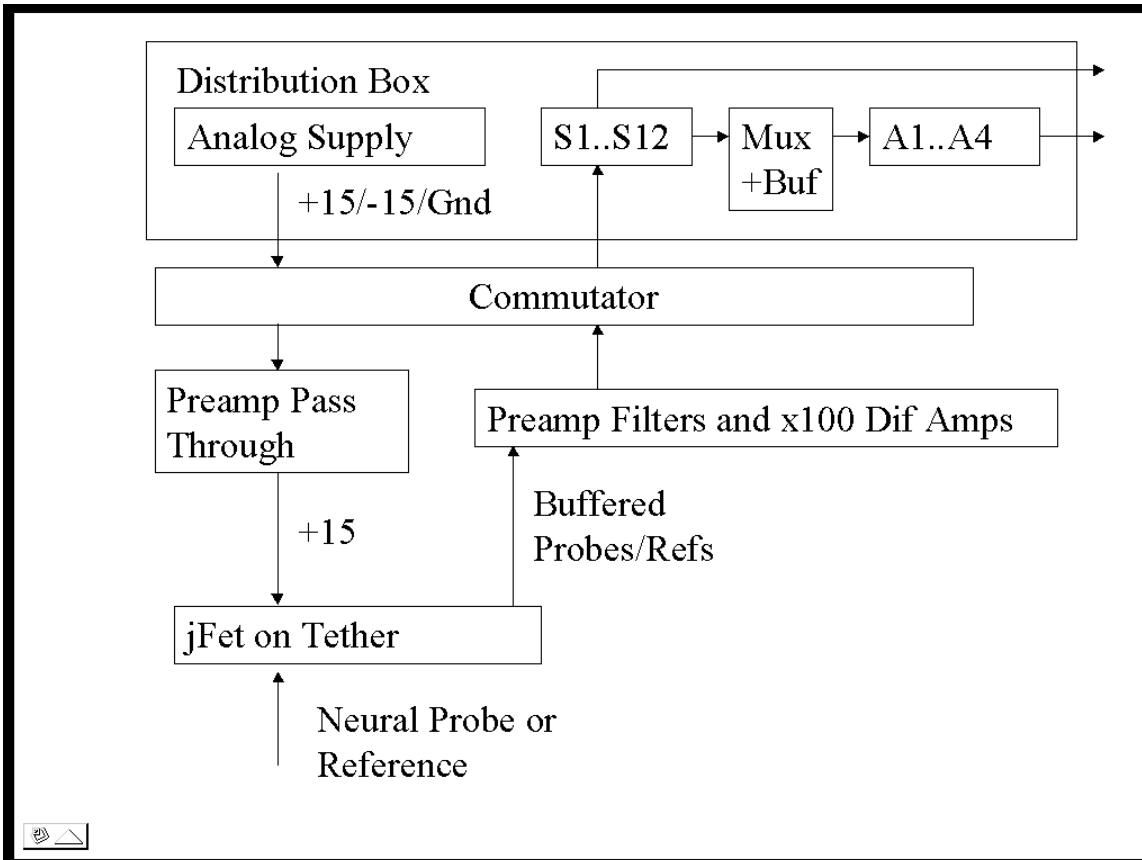 Distribution Box
Analog Supply
S1..S12
Mux
+Buf
A1..A4
+15/-15/Gnd
Commutator
Preamp Pass
Through
Preamp Filters and x100 Dif Amps
+15
Buffered
Probes/Refs
jFet on Tether
Neural Probe or
Reference